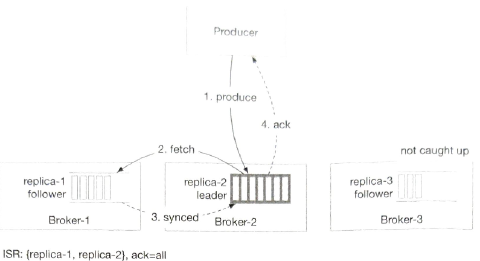 Producer
1. produce
4. ack
2. fetch
not caught up
replica-1
follower
replica-2
leader
replica-3
follower
3. synced
Broker-1
Broker-2
Broker-3
ISR: {replica-1, replica-2}, ack=all